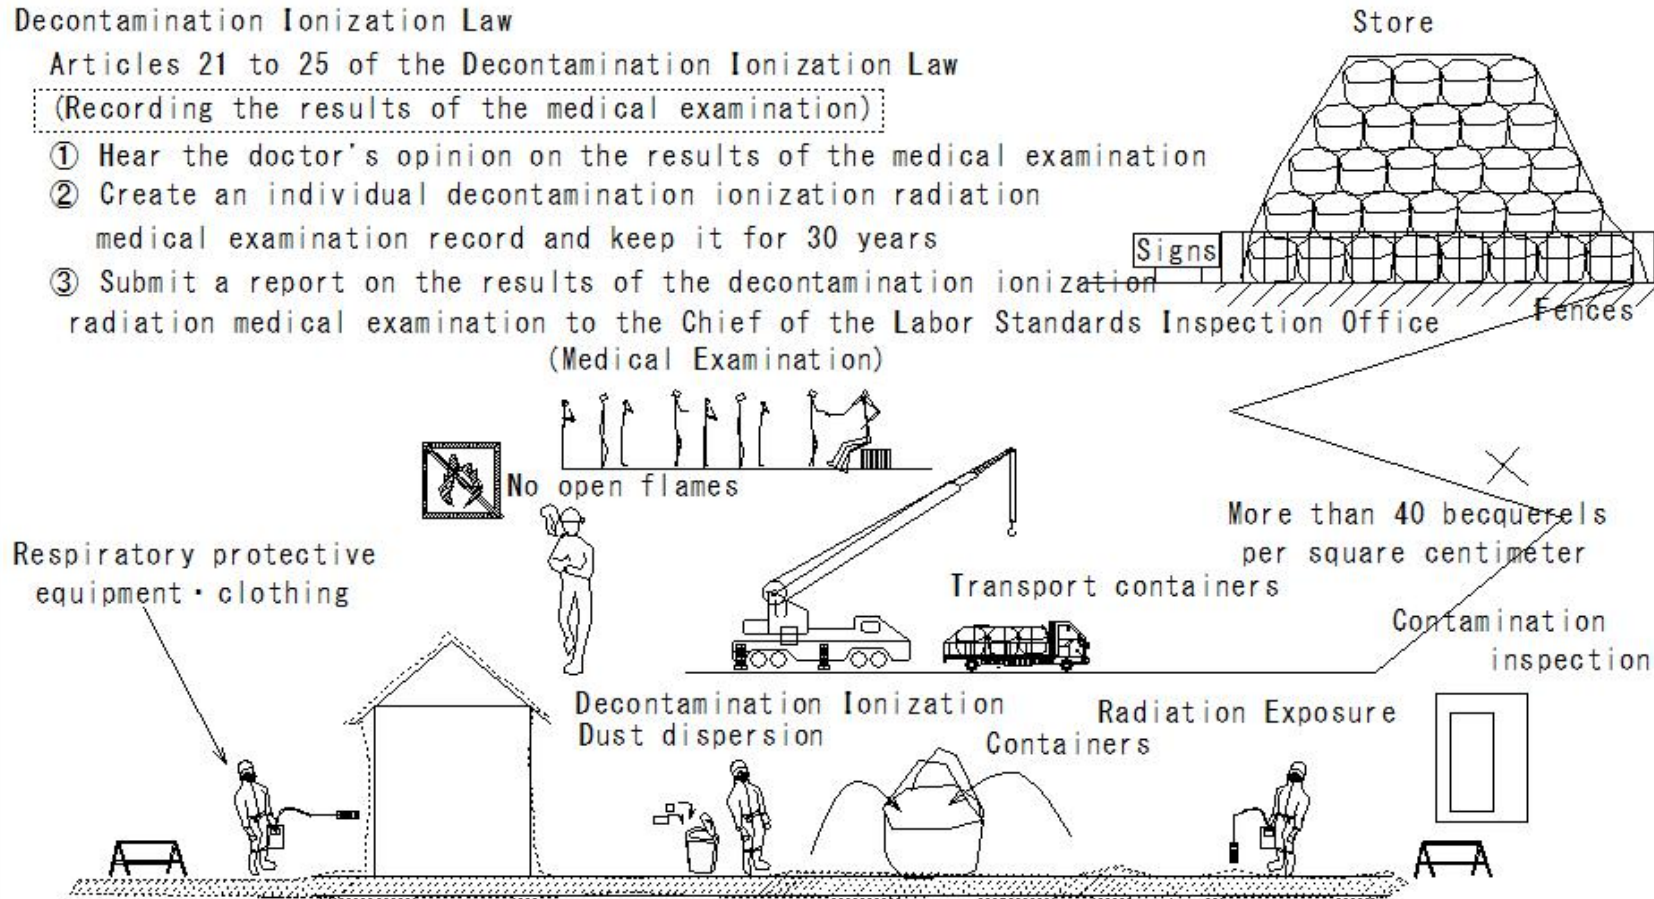 Decontamination Ionization Law
Articles 21 to 25 of the Decontamination Ionization Law
(Recording the results of the medical examination)
① Hear the doctor's opinion on the results of the medical examination
② Create an individual decontamination ionization radiation
medical examination record and keep it for 30 years
③ Submit a report on the results of the decontamination ionization
radiation medical examination to the Chief of the Labor Standards Inspection Office
(Medical Examination)
Store
Signs
Fences
No open flames
More than 40 becquerels
per square centimeter
Respiratory protective
equipment・clothing
Transport containers
Contamination
inspection
Decontamination Ionization
Dust dispersion
Radiation Exposure
Containers